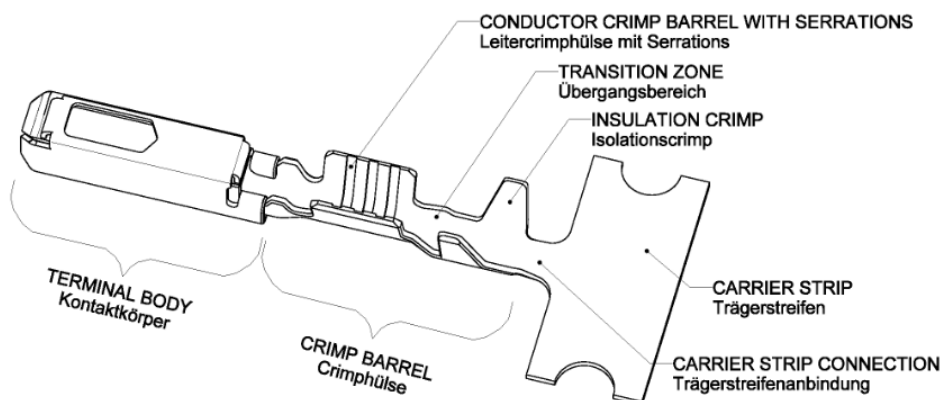 CONDUCTOR CRIMP BARREL WITH SERRATIONS
Leitercrimphülse mit Serrations
TRANSITION ZONE
Übergangsbereich
INSULATION CRIMP
Isolationscrimp
TERMINAL BODY
Kontaktkörper
CRIMP BARREL
Crimphülse
CARRIER STRIP
Trägerstreifen
CARRIER STRIP CONNECTION
Trägerstreifenanbindung